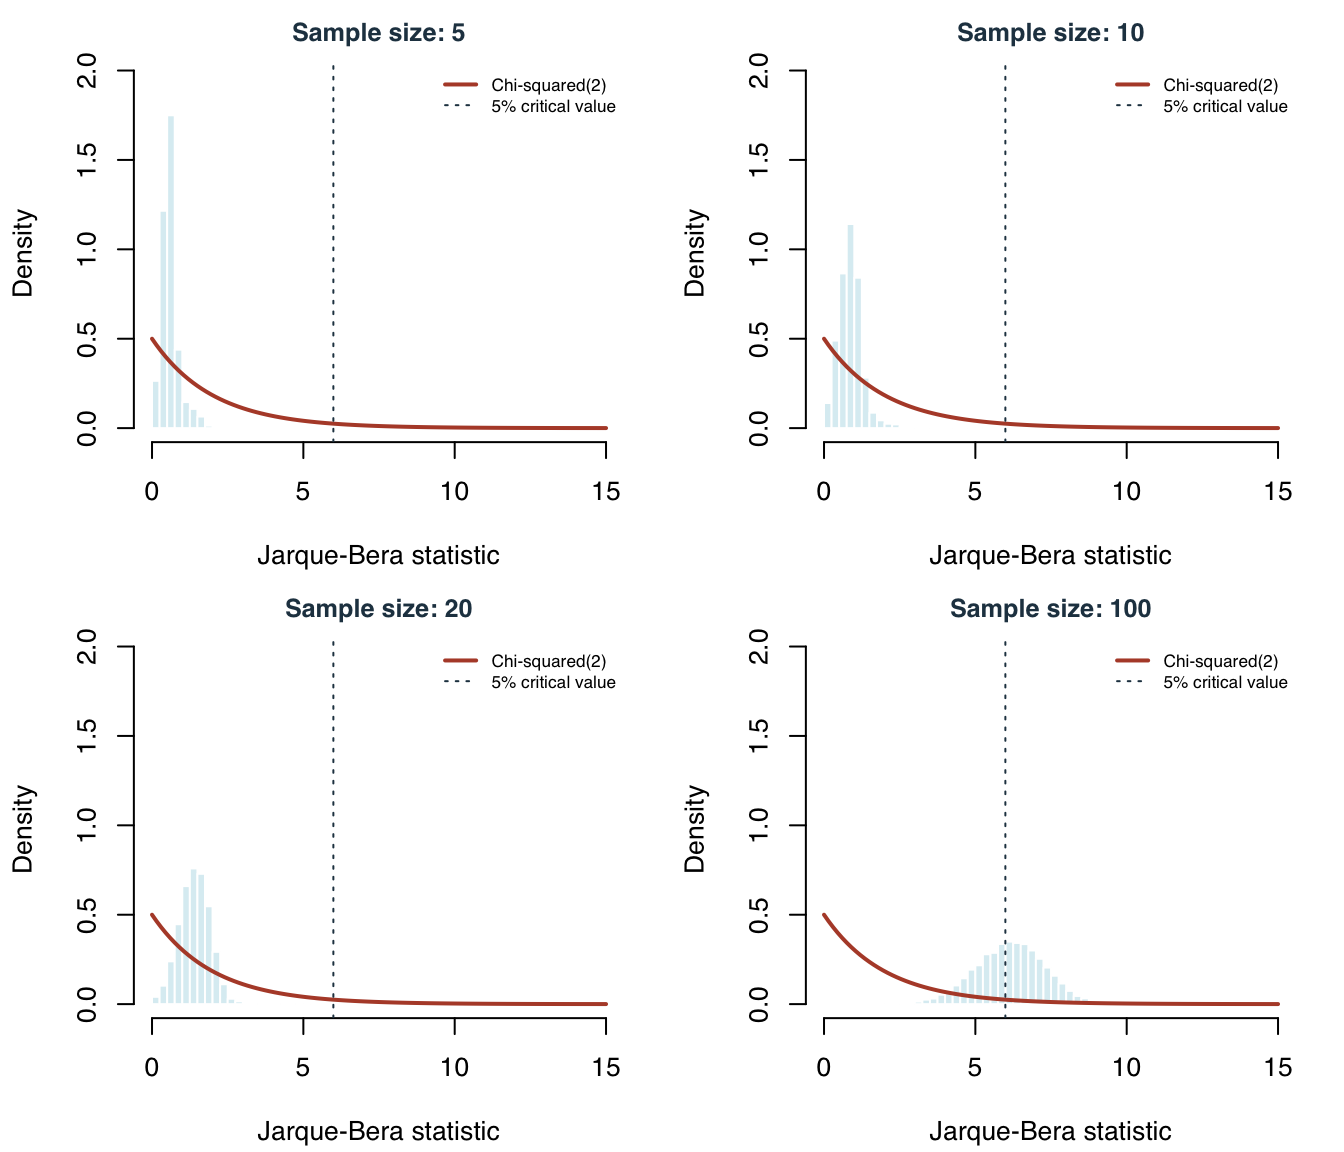 Sample size: 5
Chi-squared(2)
5% critical value
2.0
1.5
1.0
0.5
0.0
Density
0 5 10 15
Jarque-Bera statistic
Sample size: 10
Chi-squared(2)
5% critical value
2.0
1.5
1.0
0.5
0.0
Density
0 5 10 15
Jarque-Bera statistic
Sample size: 20
Chi-squared(2)
5% critical value
2.0
1.5
1.0
0.5
0.0
Density
0 5 10 15
Jarque-Bera statistic
Sample size: 100
Chi-squared(2)
5% critical value
2.0
1.5
1.0
0.5
0.0
Density
0 5 10 15
Jarque-Bera statistic